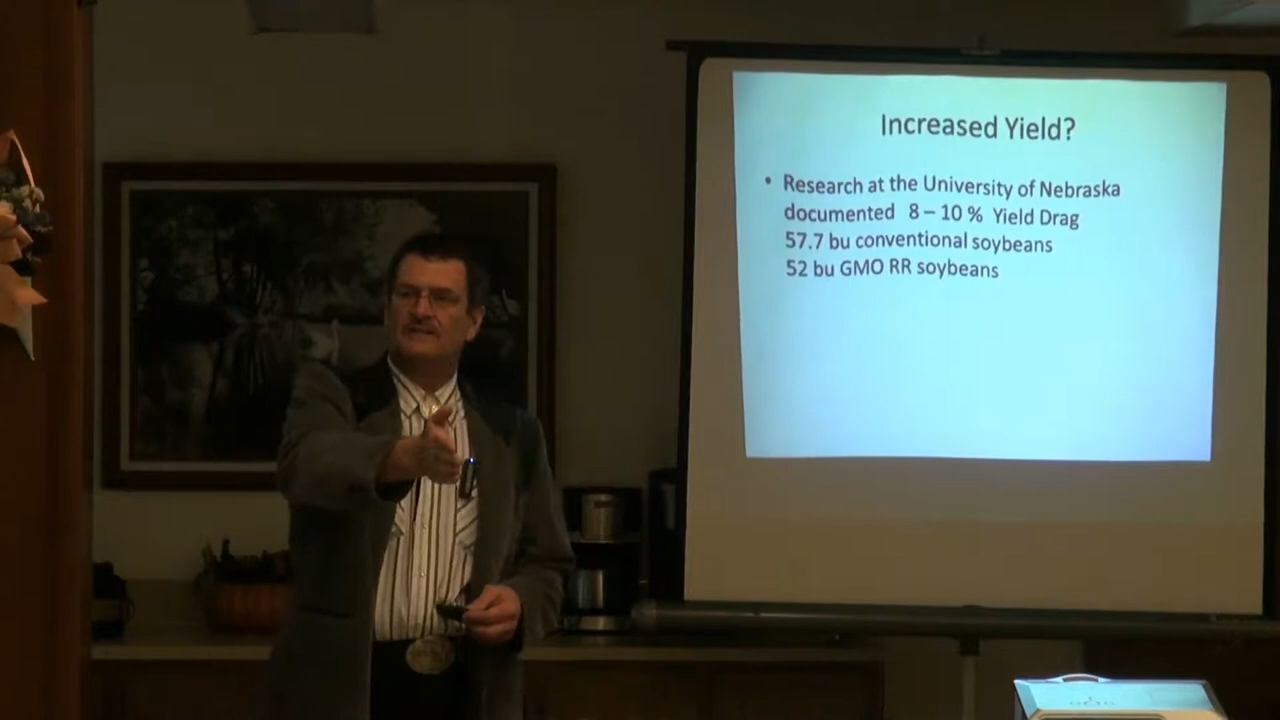 Increased Yield?
• Research at the University of Nebraska
documented 8 – 10 % Yield Drag
57.7 bu conventional soybeans
52 bu GMO RR soybeans